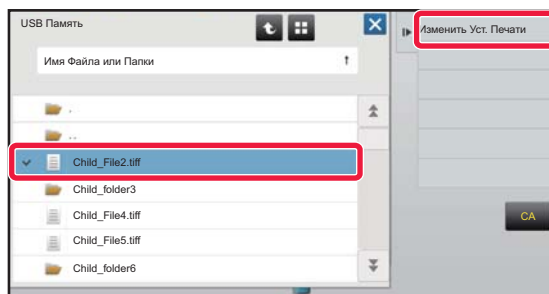 USB Память
Изменить Уст. Печати
Имя Файла или Папки
.
..
Child_File2.tiff
Child_folder3
Child_File4.tiff
Child_File5.tiff
Child_folder6
CA